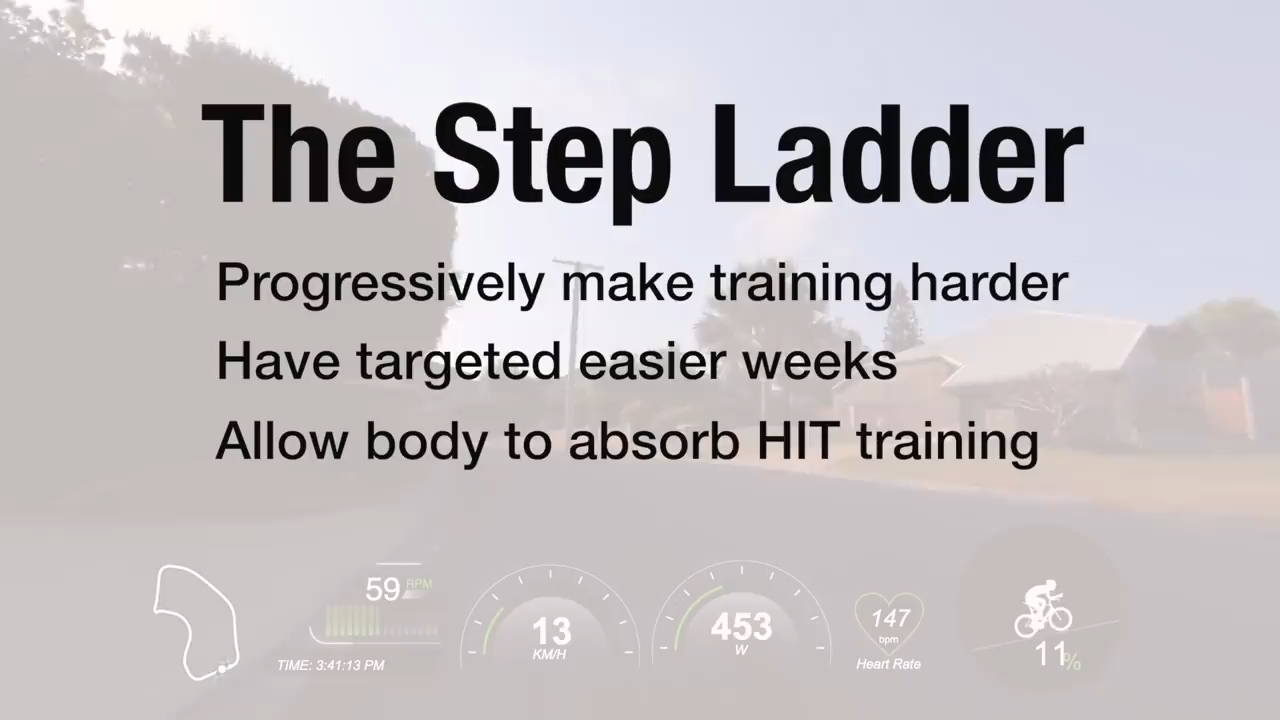 The Step Ladder
Progressively make training harder
Have targeted easier weeks
Allow body to absorb HIT training
59 RPM
TIME: 3:41:13 PM
13
KM/H
453
W
147
bpm
Heart Rate
11%